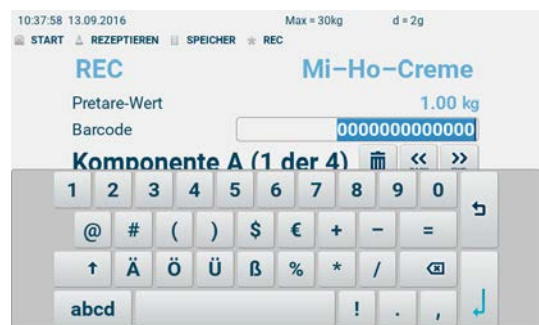 10:37:58 13.09.2016 Max = 30kg d = 2g
START REZEPTIEREN SPEICHER REC
REC Mi-Ho-Creme
Pretare-Wert 1.00 kg
Barcode 0000000000000
Komponente A (1 der 4) << >>
1 2 3 4 5 6 7 8 9 0
@ # ( ) $ € + - =
↑ Ä Ö Ü ß % * /
abcd ! . ,